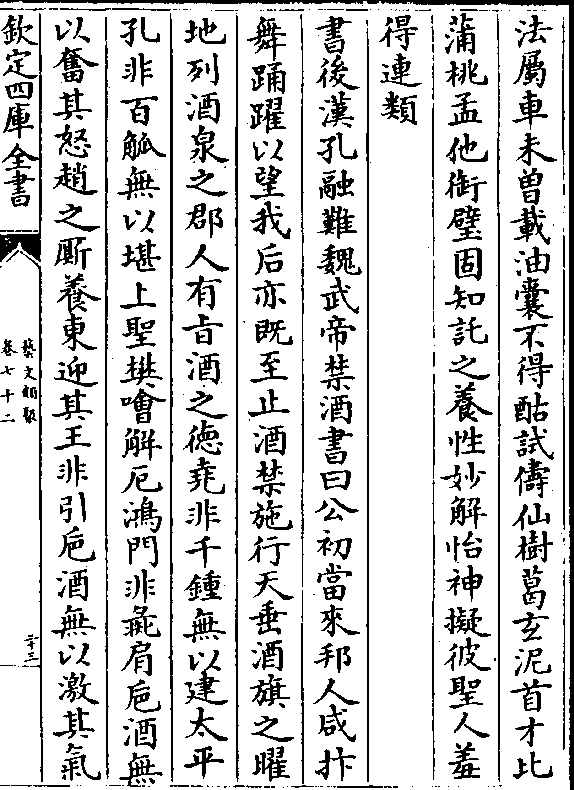 法屬車未曾載油囊不得酤試儔仙樹葛玄泥首才比
蒲桃孟他銜璧固知託之養性妙解怡神擬彼聖人羞
得連類
書後漢孔融難魏武帝禁酒書曰公初當來邦人咸抃
舞踊躍以望我后亦既至止酒禁施行天垂酒旗之曜
地列酒泉之郡人有旨酒之德堯非千鍾無以建太平
孔非百觚無以堪上聖樊噲解厄鴻門非彘肩卮酒無
以奮其怒趙之厮養東迎其王非引卮酒無以激其氣
欽定四庫全書
藝文類聚
卷七十二
二十三